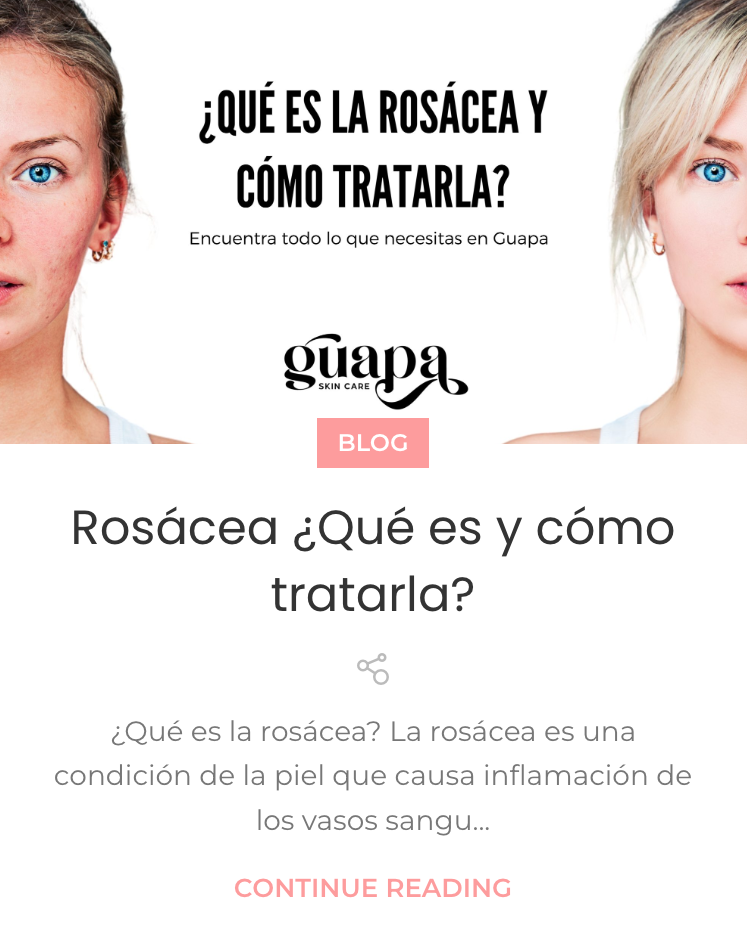 ¿QUÉ ES LA ROSÁCEA Y
CÓMO TRATARLA?
Encuentra todo lo que necesitas en Guapa
guapa
SKIN CARE
BLOG
Rosácea ¿Qué es y cómo
tratarla?
¿Qué es la rosácea? La rosácea es una
condición de la piel que causa inflamación de
los vasos sangu...
CONTINUE READING